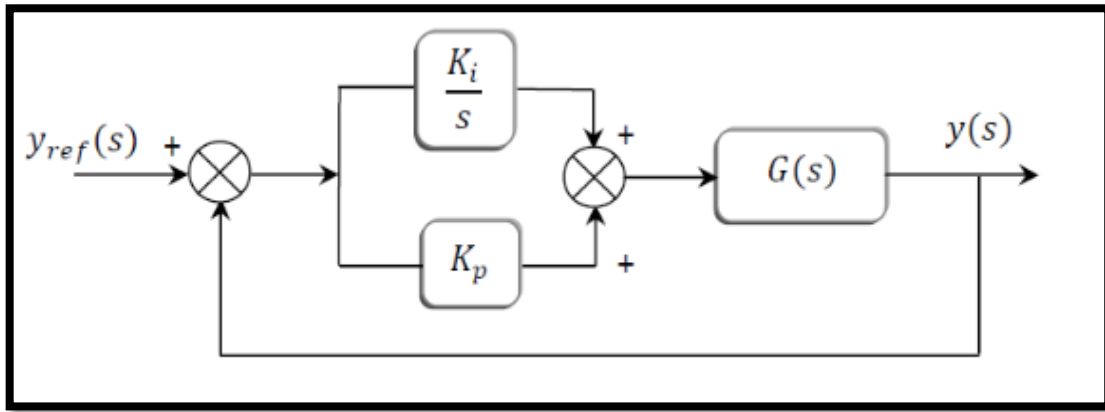 y_ref(s) +
K_i
s
+
G(s)
y(s)
K_p
+